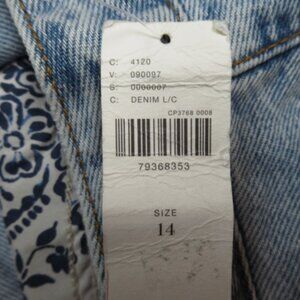 C: 4120
V: 090097
S: 0000007
C: DENIM L/C
CP3768 0008
79368353
SIZE
14